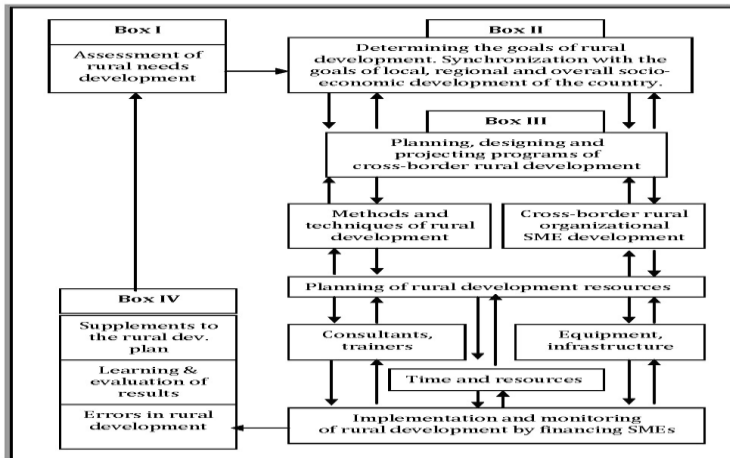 Box I
Assessment of
rural needs
development
Box II
Determining the goals of rural
development. Synchronization with the
goals of local, regional and overall socio-
economic development of the country.
Box III
Planning, designing and
projecting programs of
cross-border rural development
Methods and
techniques of rural
development
Cross-border rural
organizational
SME development
Planning of rural development resources
Box IV
Supplements to
the rural dev.
plan
Learning &
evaluation of
results
Errors in rural
development
Consultants,
trainers
Equipment,
infrastructure
Time and resources
Implementation and monitoring
of rural development by financing SMEs